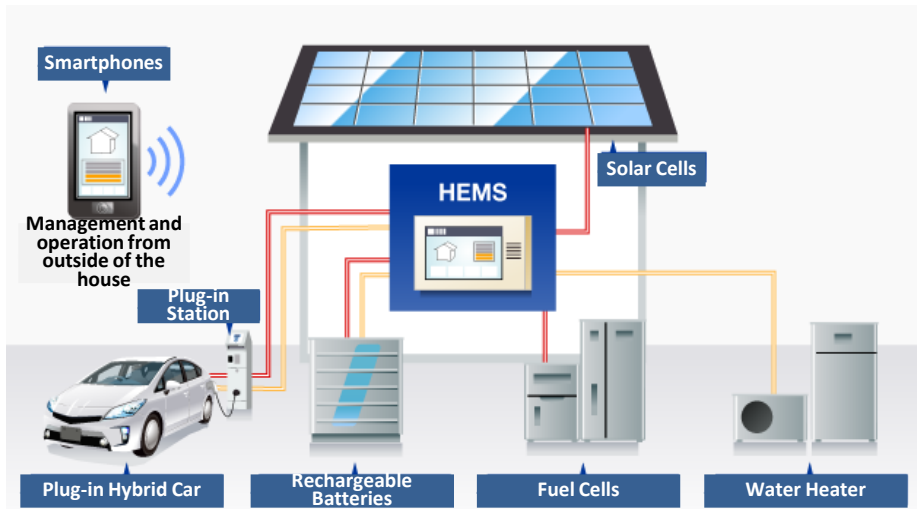 Smartphones
Management and
operation from
outside of the
house
Solar Cells
HEMS
Plug-in
Station
Plug-in Hybrid Car
Rechargeable
Batteries
Fuel Cells
Water Heater